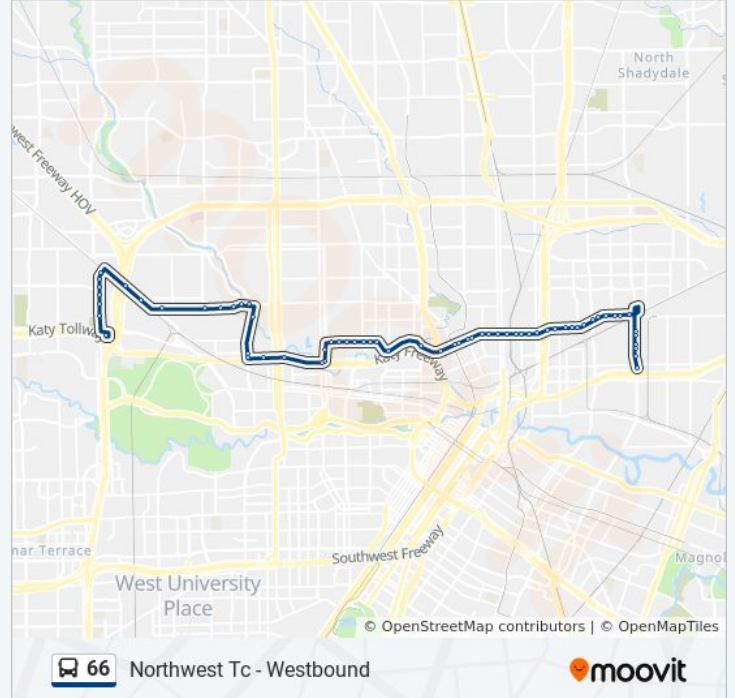 North
Shadydale
west Freeway HOV
Katy Tollway
Katy Freeway
nar Terrace
Southwest Freeway
Magnol
West University
Place
© OpenStreetMap contributors | © OpenMapTiles
66 Northwest Tc - Westbound
moovit